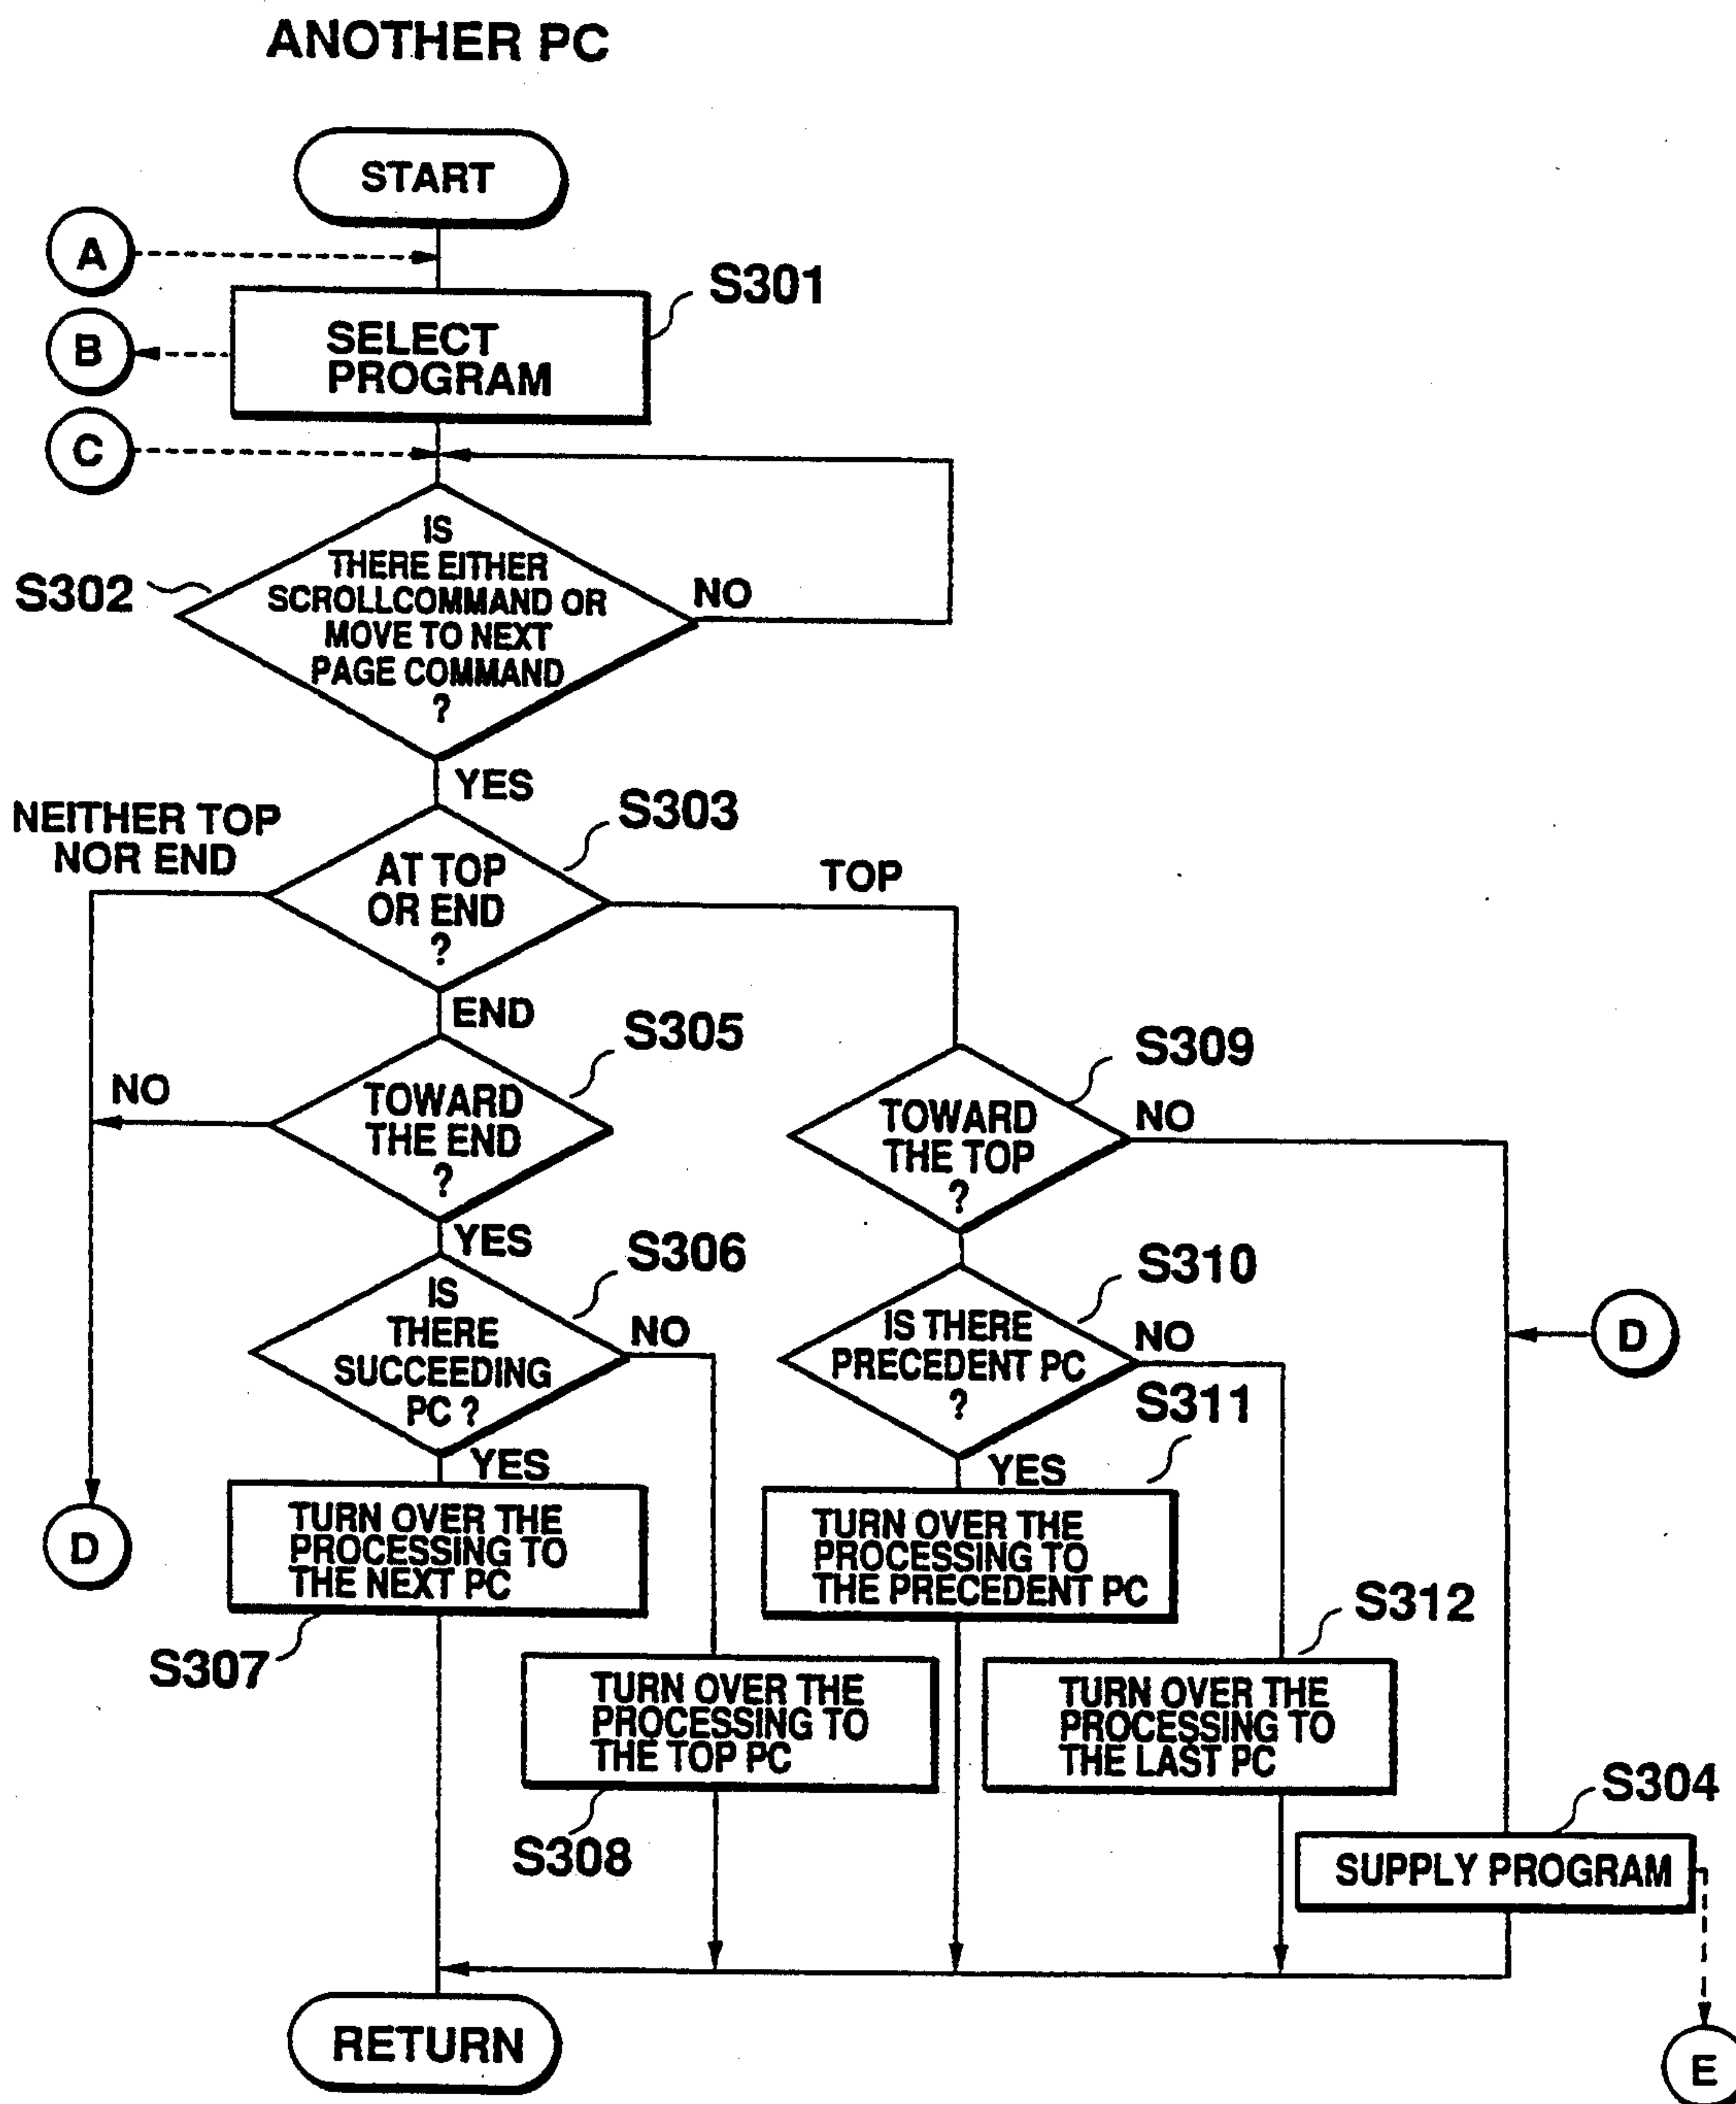 ANOTHER PC
START
A
S301
SELECT
PROGRAM
B
C
IS
THERE EITHER
SCROLLCOMMAND OR
MOVE TO NEXT
PAGE COMMAND
?
S302
NO
YES
NEITHER TOP
NOR END
S303
AT TOP
OR END
?
TOP
END
S305
NO
TOWARD
THE END
?
S309
TOWARD
THE TOP
?
NO
YES
S306
IS
THERE
SUCCEEDING
PC ?
NO
S310
IS THERE
PRECEDENT PC
?
NO
D
S311
YES
YES
D
TURN OVER THE
PROCESSING TO
THE NEXT PC
TURN OVER THE
PROCESSING TO
THE PRECEDENT PC
S307
S312
TURN OVER THE
PROCESSING TO
THE TOP PC
TURN OVER THE
PROCESSING TO
THE LAST PC
S308
S304
SUPPLY PROGRAM
RETURN
E